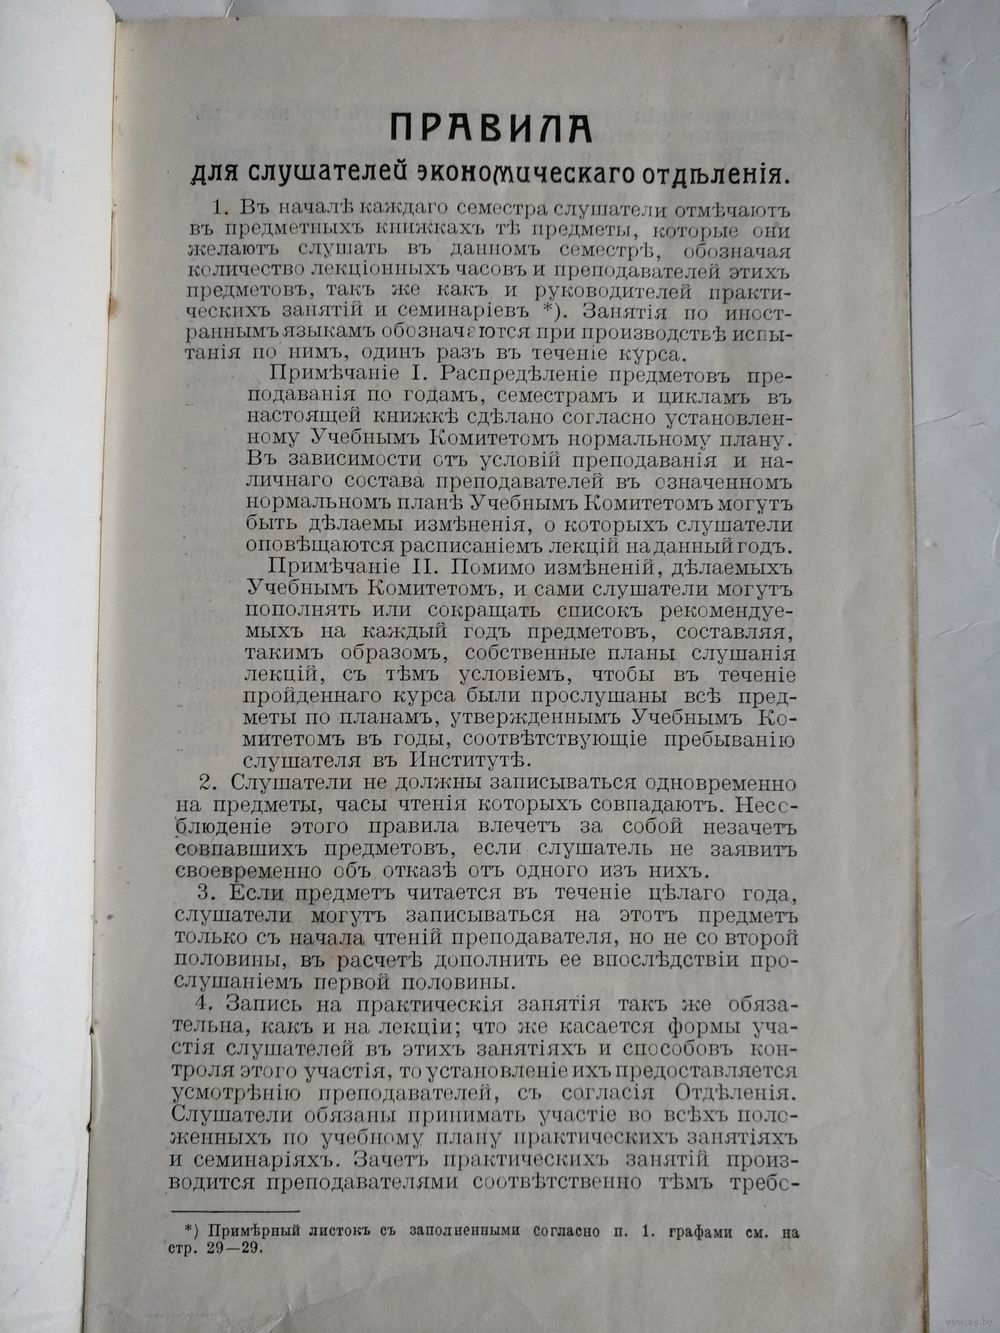 ПРАВИЛА
для слушателей экономическаго отдѣленія.
1. Въ началѣ каждаго семестра слушатели отмѣчаютъ
въ предметныхъ книжкахъ тѣ предметы, которые они
желаютъ слушать въ данномъ семестрѣ, обозначая
количество лекціонныхъ часовъ и преподавателей этихъ
предметовъ, такъ же какъ и руководителей практи-
ческихъ занятій и семинаріевъ *). Занятія по иност-
раннымъ языкамъ обозначаются при производствѣ испы-
танія по нимъ, одинъ разъ въ теченіе курса.
Примѣчаніе I. Распредѣленіе предметовъ пре-
подаванія по годамъ, семестрамъ и цикламъ въ
настоящей книжкѣ сдѣлано согласно установлен-
ному Учебнымъ Комитетомъ нормальному плану.
Въ зависимости отъ условій преподаванія и на-
личнаго состава преподавателей въ означенномъ
нормальномъ планѣ Учебнымъ Комитетомъ могутъ
быть дѣлаемы измѣненія, о которыхъ слушатели
оповѣщаются расписаніемъ лекцій на данный годъ.
Примѣчаніе II. Помимо измѣненій, дѣлаемыхъ
Учебнымъ Комитетомъ, и сами слушатели могутъ
пополнять или сокращать списокъ рекомендуе-
мыхъ на каждый годъ предметовъ, составляя,
такимъ образомъ, собственные планы слушанія
лекцій, съ тѣмъ условіемъ, чтобы въ теченіе
пройденнаго курса были прослушаны всѣ пред-
меты по планамъ, утвержденнымъ Учебнымъ Ко-
митетомъ въ годы, соотвѣтствующіе пребыванію
слушателя въ Институтѣ.
2. Слушатели не должны записываться одновременно
на предметы, часы чтенія которыхъ совпадаютъ. Несо-
блюденіе этого правила влечетъ за собой незачетъ
совпавшихъ предметовъ, если слушатель не заявитъ
своевременно объ отказѣ отъ одного изъ нихъ.
3. Если предметъ читается въ теченіе цѣлаго года,
слушатели могутъ записываться на этотъ предметъ
только съ начала чтеній преподавателя, но не со второй
половины, въ расчетѣ дополнить ее впослѣдствіи про-
слушаніемъ первой половины.
4. Запись на практическія занятія такъ же обяза-
тельна, какъ и на лекціи; что же касается формы уча-
стія слушателей въ этихъ занятіяхъ и способовъ кон-
троля этого участія, то установленіе ихъ предоставляется
усмотрѣнію преподавателей, съ согласія Отдѣленія.
Слушатели обязаны принимать участіе во всѣхъ поло-
женныхъ по учебному плану практическихъ занятіяхъ
и семинаріяхъ. Зачетъ практическихъ занятій произ-
водится преподавателями соотвѣтственно тѣмъ требо-
*) Примѣрный листокъ съ заполненными согласно п. 1. графами см. на
стр. 29—29.
www.ay.by